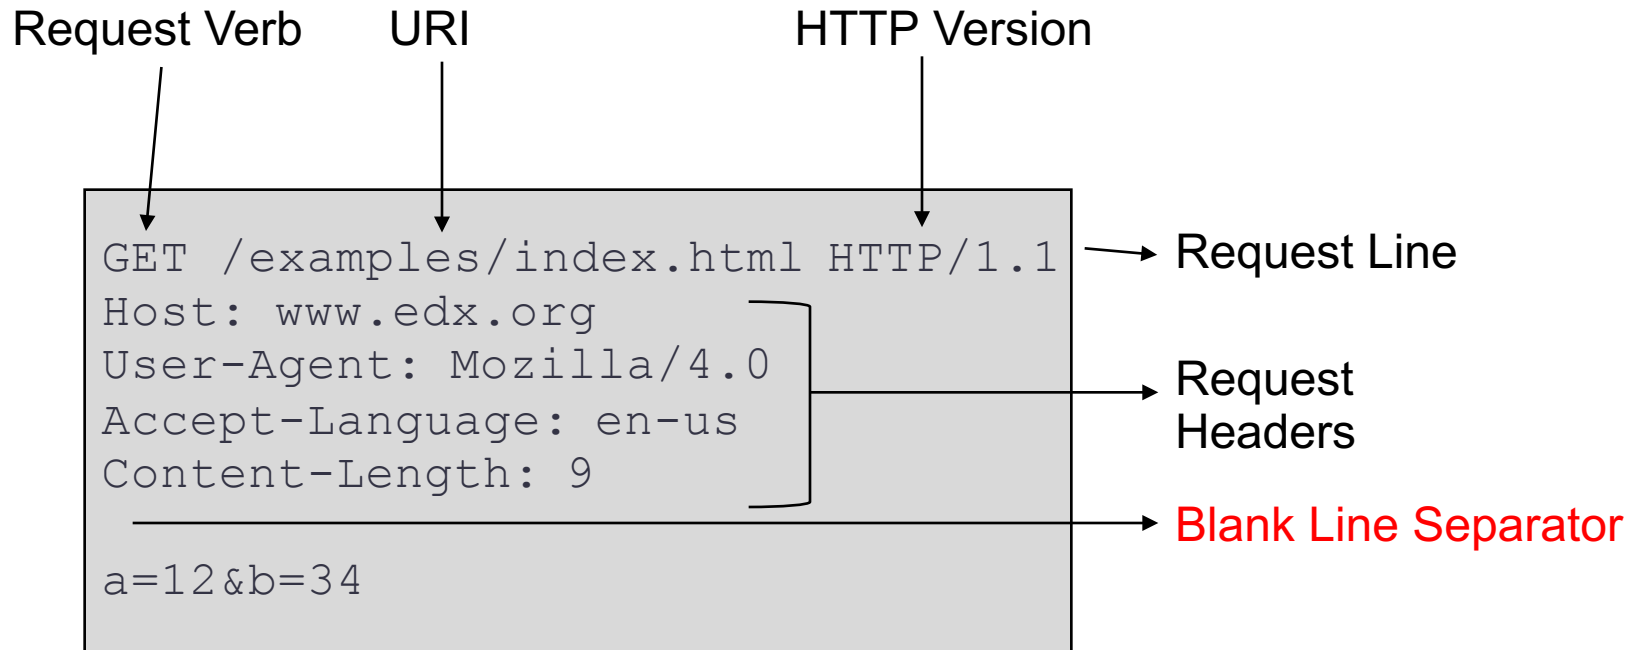 Request Verb URI HTTP Version
GET /examples/index.html HTTP/1.1
Request Line
Host: www.edx.org
User-Agent: Mozilla/4.0
Accept-Language: en-us
Content-Length: 9
Request
Headers
Blank Line Separator
a=12&b=34